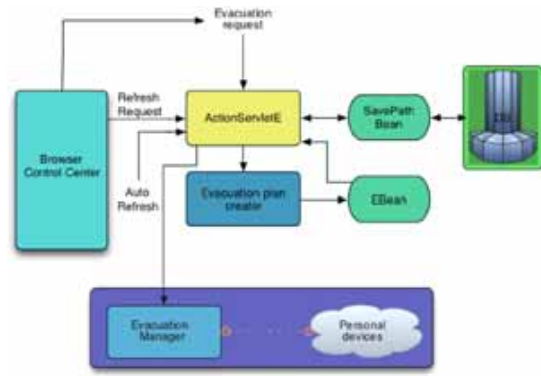 Evacuation
request
Refresh
Request
ActionServletE
SavePath
Bean
Browser
Control Center
Auto
Refresh
Evacuation plan
creator
EBean
Evacuation
Manager
Personal
devices